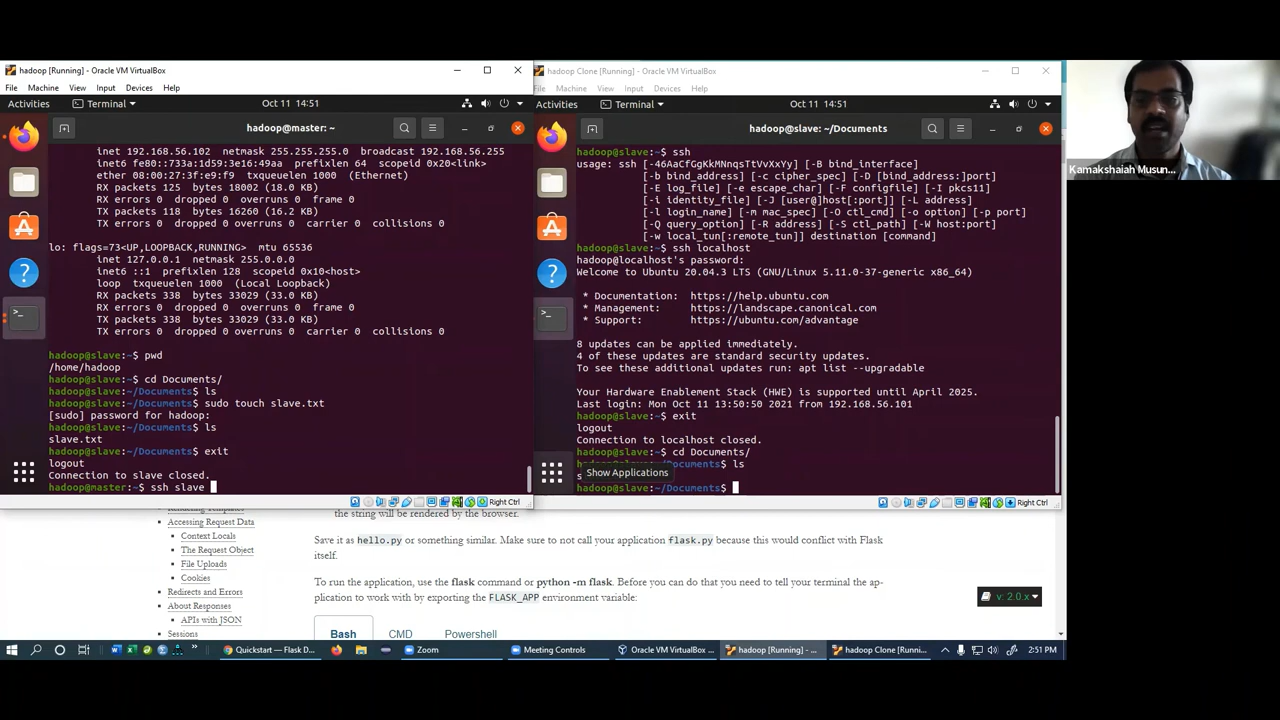 hadoop [Running] - Oracle VM VirtualBox
File Machine View Input Devices Help
Activities Terminal Oct 11 14:51
hadoop@master: ~
inet 192.168.56.102 netmask 255.255.255.0 broadcast 192.168.56.255
inet6 fe80::733a:1d59:3e16:49aa prefixlen 64 scopeid 0x20<link>
ether 08:00:27:3f:e9:f9 txqueuelen 1000 (Ethernet)
RX packets 125 bytes 18002 (18.0 KB)
RX errors 0 dropped 0 overruns 0 frame 0
TX packets 118 bytes 16260 (16.2 KB)
TX errors 0 dropped 0 overruns 0 carrier 0 collisions 0
lo: flags=73<UP,LOOPBACK,RUNNING> mtu 65536
inet 127.0.0.1 netmask 255.0.0.0
inet6 ::1 prefixlen 128 scopeid 0x10<host>
loop txqueuelen 1000 (Local Loopback)
RX packets 338 bytes 33029 (33.0 KB)
RX errors 0 dropped 0 overruns 0 frame 0
TX packets 338 bytes 33029 (33.0 KB)
TX errors 0 dropped 0 overruns 0 carrier 0 collisions 0
hadoop@slave:~$ pwd
/home/hadoop
hadoop@slave:~$ cd Documents/
hadoop@slave:~/Documents$ ls
hadoop@slave:~/Documents$ sudo touch slave.txt
[sudo] password for hadoop:
hadoop@slave:~/Documents$ ls
slave.txt
hadoop@slave:~/Documents$ exit
logout
Connection to slave closed.
hadoop@master:~$ ssh slave
Right Ctrl
hadoop Clone [Running] - Oracle VM VirtualBox
File Machine View Input Devices Help
Activities Terminal Oct 11 14:51
hadoop@slave: ~/Documents
hadoop@slave:~$ ssh
usage: ssh [-46AaCfGgKkMNnqsTtVvXxYy] [-B bind_interface]
[-b bind_address] [-c cipher_spec] [-D [bind_address:]port]
[-E log_file] [-e escape_char] [-F configfile] [-I pkcs11]
[-i identity_file] [-J [user@]host[:port]] [-L address]
[-l login_name] [-m mac_spec] [-O ctl_cmd] [-o option] [-p port]
[-Q query_option] [-R address] [-S ctl_path] [-W host:port]
[-w local_tun[:remote_tun]] destination [command]
hadoop@slave:~$ ssh localhost
hadoop@localhost's password:
Welcome to Ubuntu 20.04.3 LTS (GNU/Linux 5.11.0-37-generic x86_64)
* Documentation: https://help.ubuntu.com
* Management: https://landscape.canonical.com
* Support: https://ubuntu.com/advantage
8 updates can be applied immediately.
4 of these updates are standard security updates.
To see these additional updates run: apt list --upgradable
Your Hardware Enablement Stack (HWE) is supported until April 2025.
Last login: Mon Oct 11 13:50:50 2021 from 192.168.56.101
hadoop@slave:~$ exit
logout
Connection to localhost closed.
hadoop@slave:~$ cd Documents/
hadoop@slave:~/Documents$ ls
Show Applications
hadoop@slave:~/Documents$
Right Ctrl
Kamakshaiah Musun...
Rendering Templates
Accessing Request Data
Context Locals
The Request Object
File Uploads
Cookies
Redirects and Errors
About Responses
APIs with JSON
Sessions
the string will be rendered by the browser.
Save it as hello.py or something similar. Make sure to not call your application flask.py because this would conflict with Flask
itself.
To run the application, use the flask command or python -m flask. Before you can do that you need to tell your terminal the ap-
plication to work with by exporting the FLASK_APP environment variable:
Bash CMD Powershell
v: 2.0.x
Quickstart — Flask D... Zoom Meeting Controls Oracle VM VirtualBox ... hadoop [Running] - O... hadoop Clone [Runni... 2:51 PM